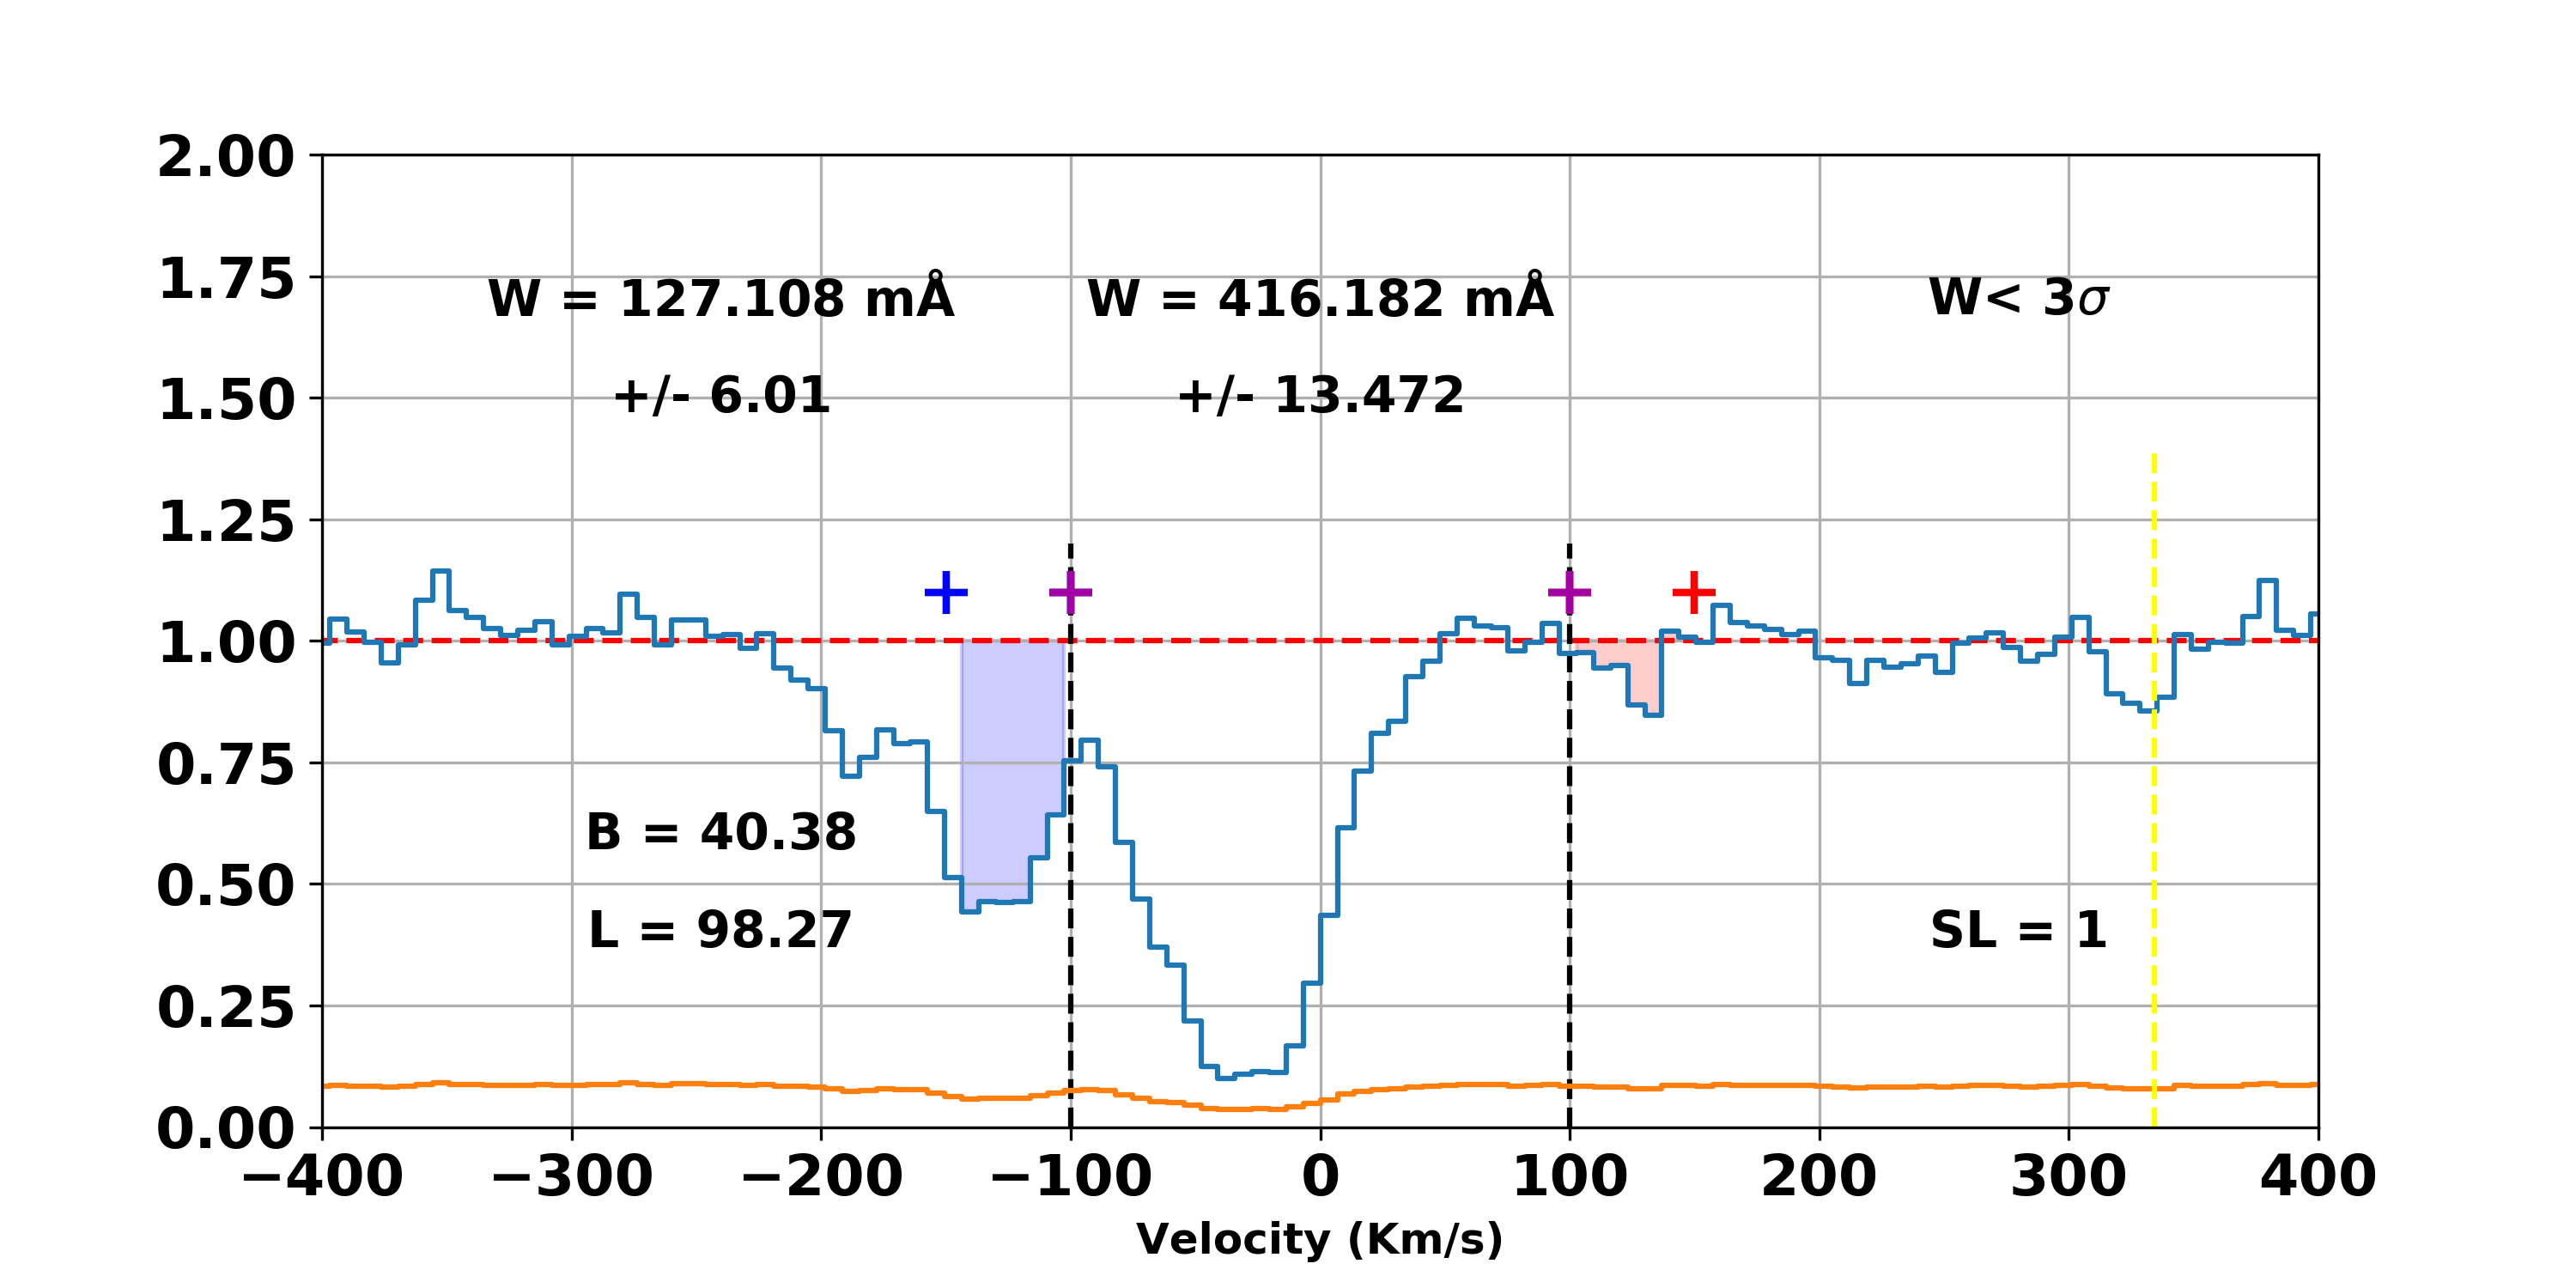 2.00
1.75
1.50
1.25
1.00
0.75
0.50
0.25
0.00
W = 127.108 mÅ
+/- 6.01
W = 416.182 mÅ
+/- 13.472
W< 3σ
B = 40.38
L = 98.27
SL = 1
−400 −300 −200 −100 0 100 200 300 400
Velocity (Km/s)